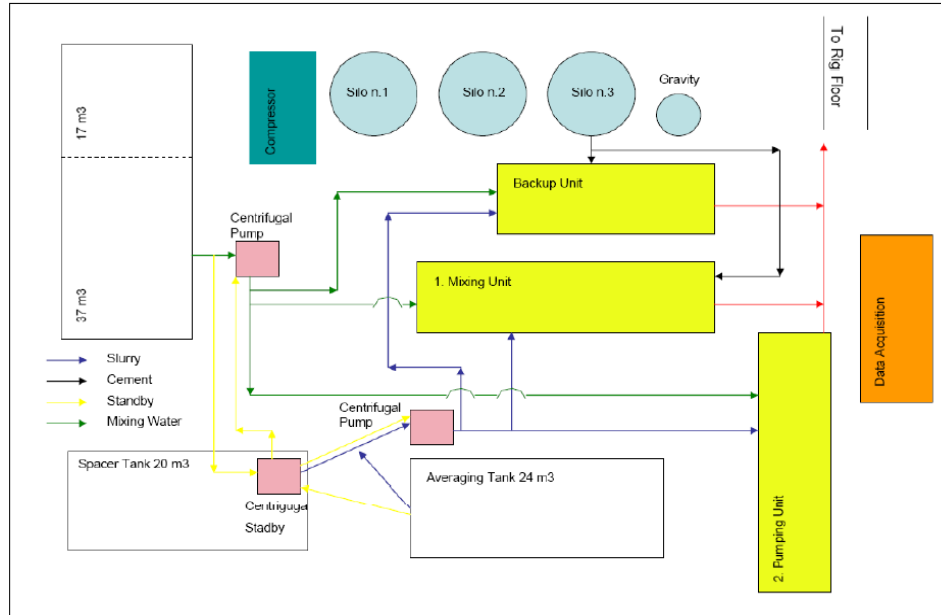 17 m3
37 m3
Compressor
Silo n.1
Silo n.2
Silo n.3
Gravity
To Rig Floor
Backup Unit
Centrifugal
Pump
1. Mixing Unit
Data Acquisition
Slurry
Cement
Standby
Mixing Water
Centrifugal
Pump
Spacer Tank 20 m3
Averaging Tank 24 m3
Centrigugal
Stadby
2. Pumping Unit